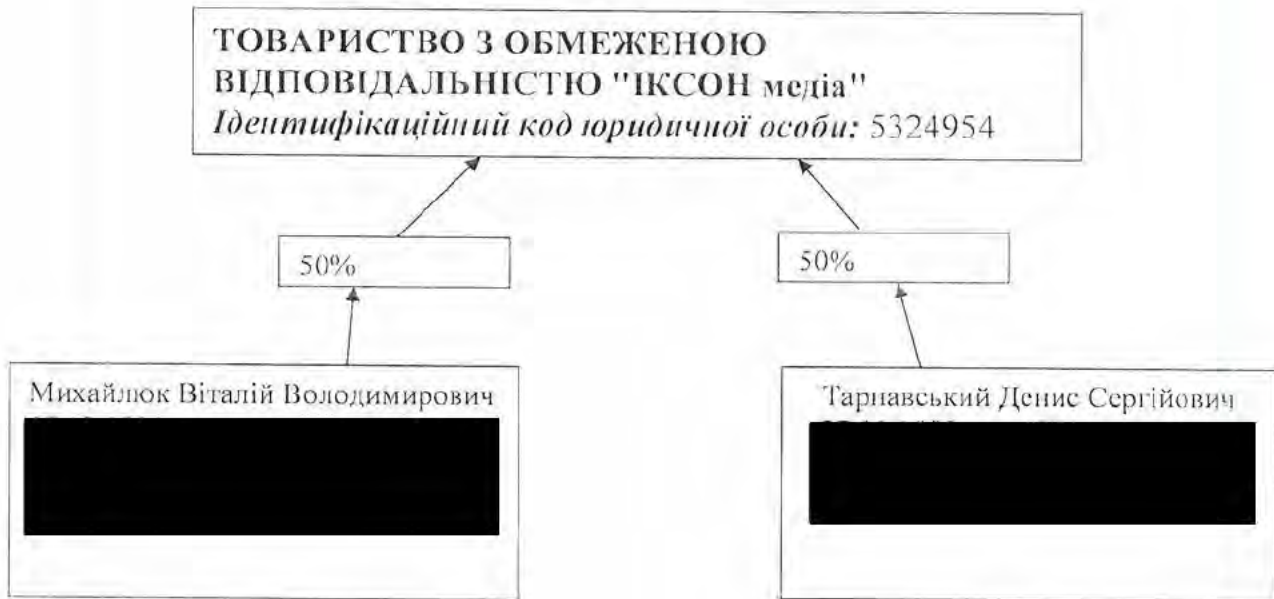 ТОВАРИСТВО З ОБМЕЖЕНОЮ
ВІДПОВІДАЛЬНІСТЮ "ІКСОН медіа"
Ідентифікаційний код юридичної особи: 5324954
50%
50%
Михайлюк Віталій Володимирович
Тарнавський Денис Сергійович